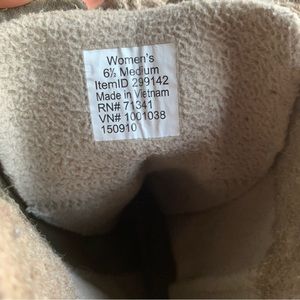 Women's
6½ Medium
ItemID 299142
Made in Vietnam
RN# 71341
VN# 1001038
150910